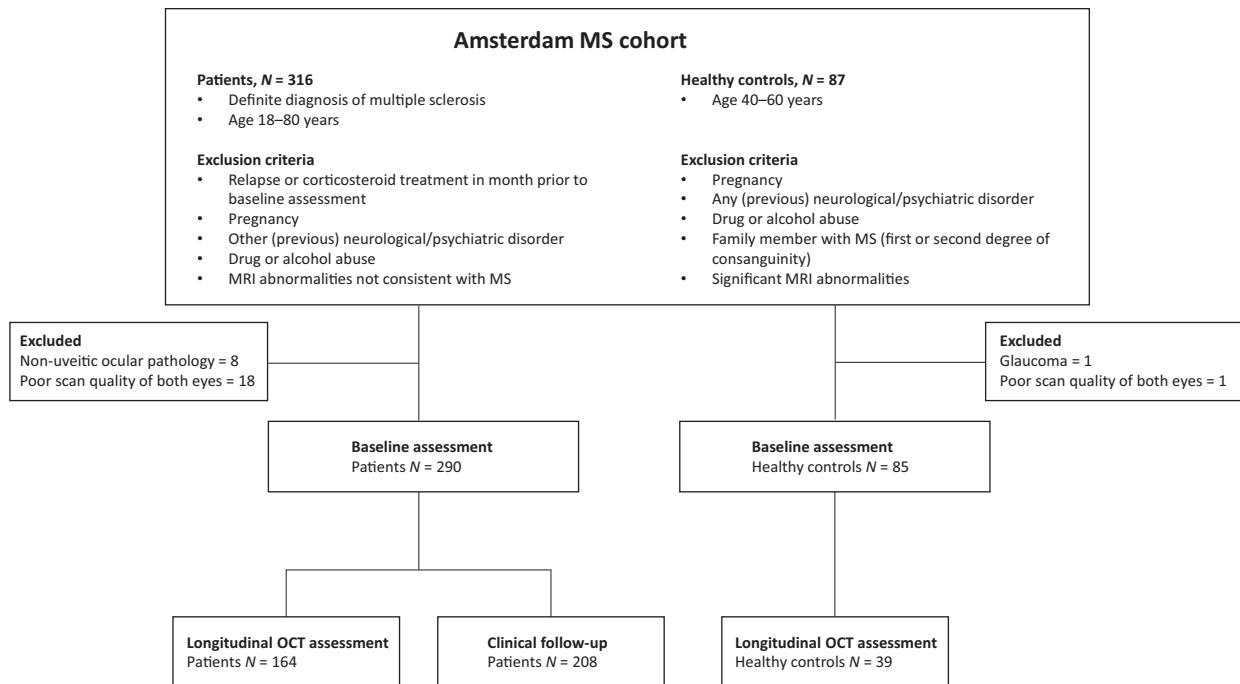 Amsterdam MS cohort
Patients, N = 316
• Definite diagnosis of multiple sclerosis
• Age 18–80 years
Exclusion criteria
• Relapse or corticosteroid treatment in month prior to
baseline assessment
• Pregnancy
• Other (previous) neurological/psychiatric disorder
• Drug or alcohol abuse
• MRI abnormalities not consistent with MS
Healthy controls, N = 87
• Age 40–60 years
Exclusion criteria
• Pregnancy
• Any (previous) neurological/psychiatric disorder
• Drug or alcohol abuse
• Family member with MS (first or second degree of
consanguinity)
• Significant MRI abnormalities
Excluded
Non-uveitic ocular pathology = 8
Poor scan quality of both eyes = 18
Excluded
Glaucoma = 1
Poor scan quality of both eyes = 1
Baseline assessment
Patients N = 290
Baseline assessment
Healthy controls N = 85
Longitudinal OCT assessment
Patients N = 164
Clinical follow-up
Patients N = 208
Longitudinal OCT assessment
Healthy controls N = 39